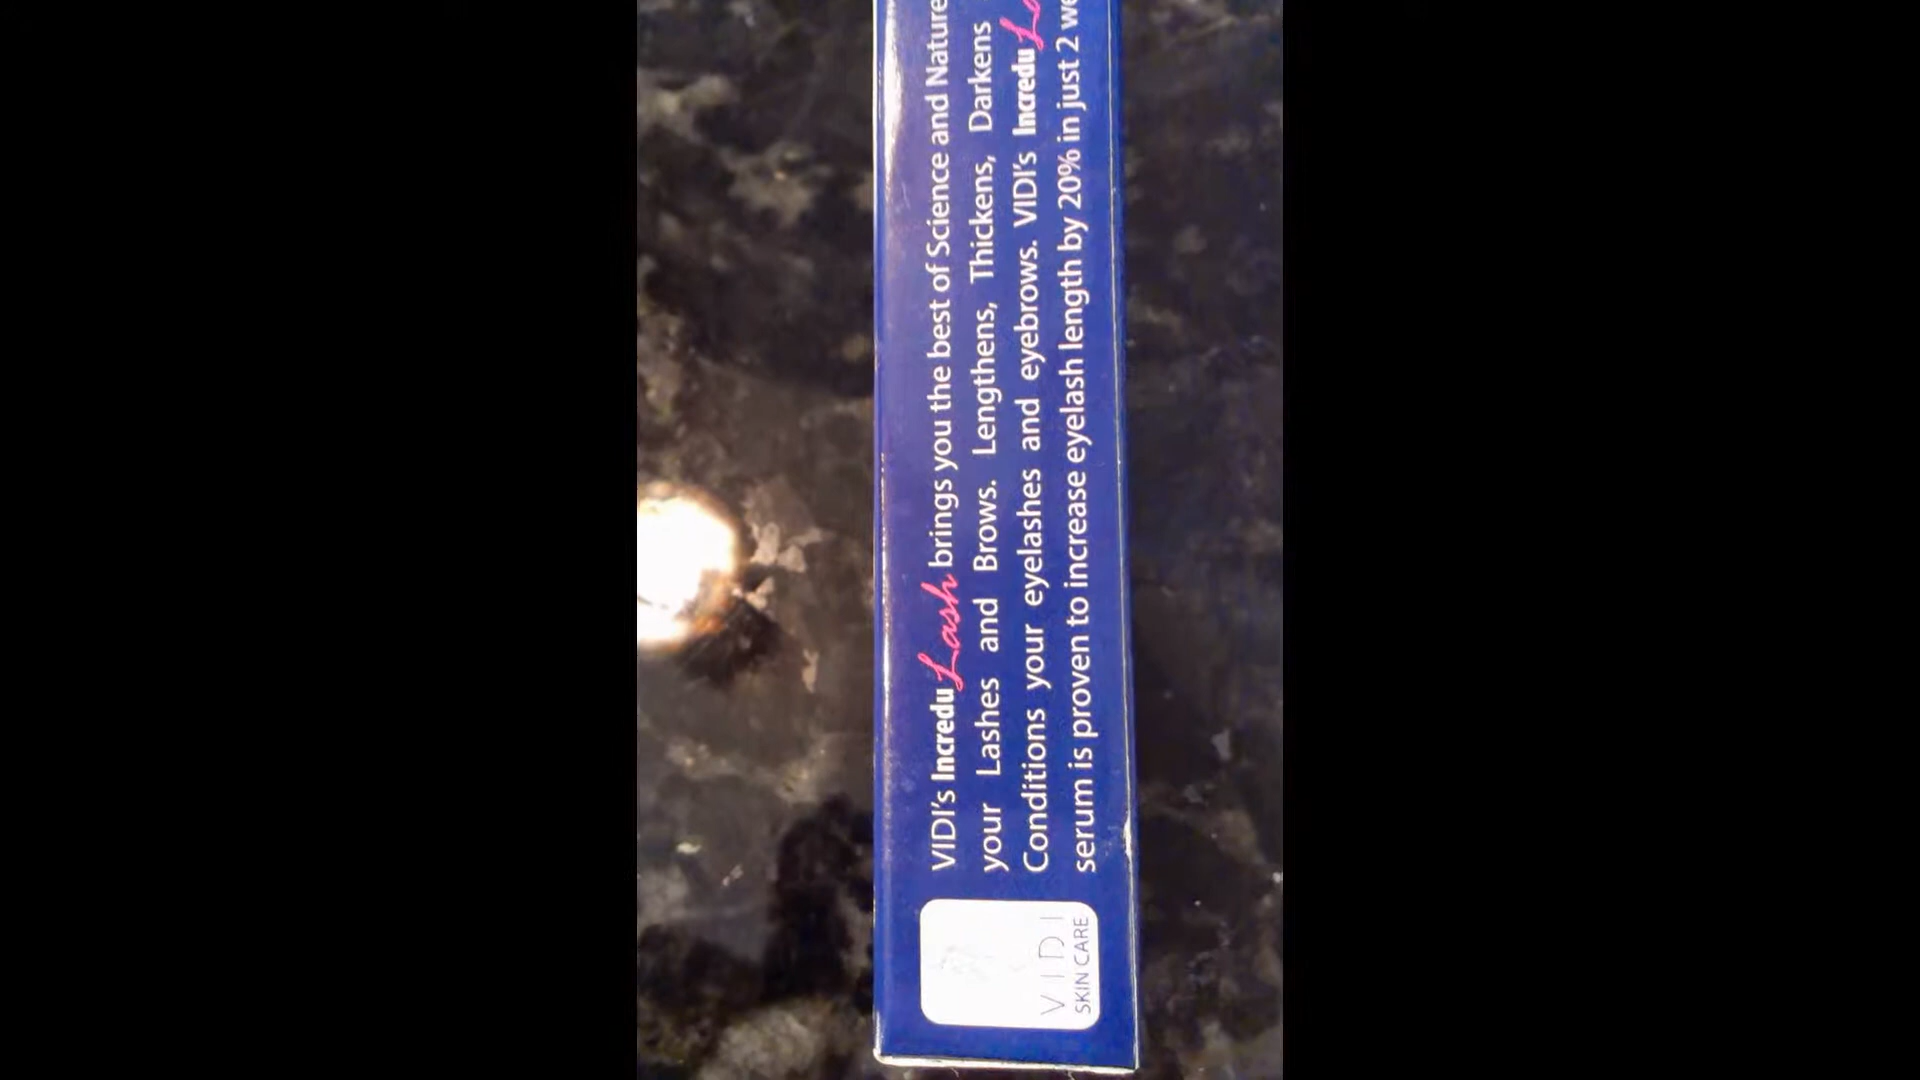 VIDI's IncreduLash brings you the best of Science and Nature
your Lashes and Brows. Lengthens, Thickens, Darkens
Conditions your eyelashes and eyebrows. VIDI's Incredu
serum is proven to increase eyelash length by 20% in just 2
VIDI
SKIN CARE